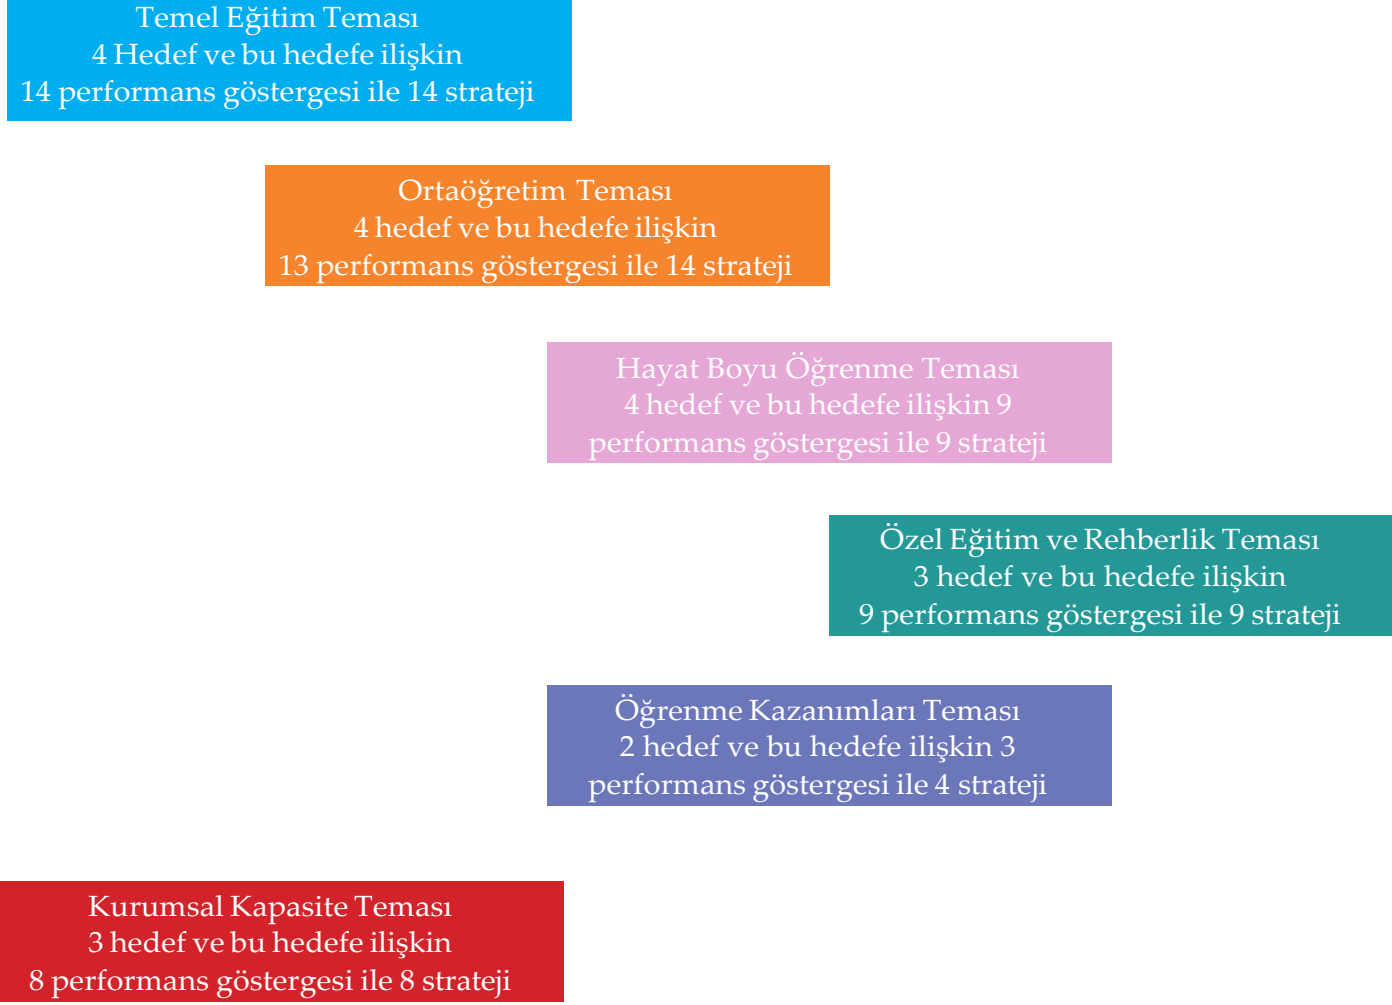 Temel Eğitim Teması
4 Hedef ve bu hedefe ilişkin
14 performans göstergesi ile 14 strateji
Ortaöğretim Teması
4 hedef ve bu hedefe ilişkin
13 performans göstergesi ile 14 strateji
Hayat Boyu Öğrenme Teması
4 hedef ve bu hedefe ilişkin 9
performans göstergesi ile 9 strateji
Özel Eğitim ve Rehberlik Teması
3 hedef ve bu hedefe ilişkin
9 performans göstergesi ile 9 strateji
Öğrenme Kazanımları Teması
2 hedef ve bu hedefe ilişkin 3
performans göstergesi ile 4 strateji
Kurumsal Kapasite Teması
3 hedef ve bu hedefe ilişkin
8 performans göstergesi ile 8 strateji